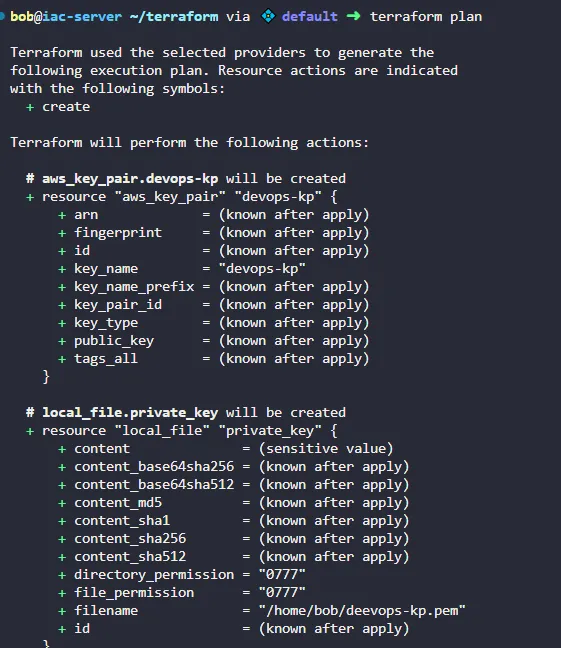 bob@iac-server ~/terraform via 💠 default ➜ terraform plan
Terraform used the selected providers to generate the
following execution plan. Resource actions are indicated
with the following symbols:
+ create
Terraform will perform the following actions:
# aws_key_pair.devops-kp will be created
+ resource "aws_key_pair" "devops-kp" {
+ arn = (known after apply)
+ fingerprint = (known after apply)
+ id = (known after apply)
+ key_name = "devops-kp"
+ key_name_prefix = (known after apply)
+ key_pair_id = (known after apply)
+ key_type = (known after apply)
+ public_key = (known after apply)
+ tags_all = (known after apply)
}
# local_file.private_key will be created
+ resource "local_file" "private_key" {
+ content = (sensitive value)
+ content_base64sha256 = (known after apply)
+ content_base64sha512 = (known after apply)
+ content_md5 = (known after apply)
+ content_sha1 = (known after apply)
+ content_sha256 = (known after apply)
+ content_sha512 = (known after apply)
+ directory_permission = "0777"
+ file_permission = "0777"
+ filename = "/home/bob/deevops-kp.pem"
+ id = (known after apply)
}